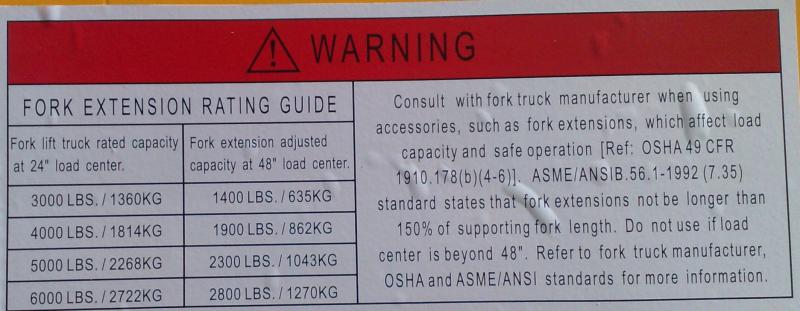 WARNING
FORK EXTENSION RATING GUIDE
Fork lift truck rated capacity
at 24" load center.
Fork extension adjusted
capacity at 48" load center.
3000 LBS. / 1360KG
1400 LBS. / 635KG
4000 LBS. / 1814KG
1900 LBS. / 862KG
5000 LBS. / 2268KG
2300 LBS. / 1043KG
6000 LBS. / 2722KG
2800 LBS. / 1270KG
Consult with fork truck manufacturer when using
accessories, such as fork extensions, which affect load
capacity and safe operation [Ref: OSHA 49 CFR
1910.178(b)(4-6)]. ASME/ANSIB.56.1-1992 (7.35)
standard states that fork extensions not be longer than
150% of supporting fork length. Do not use if load
center is beyond 48". Refer to fork truck manufacturer,
OSHA and ASME/ANSI standards for more information.